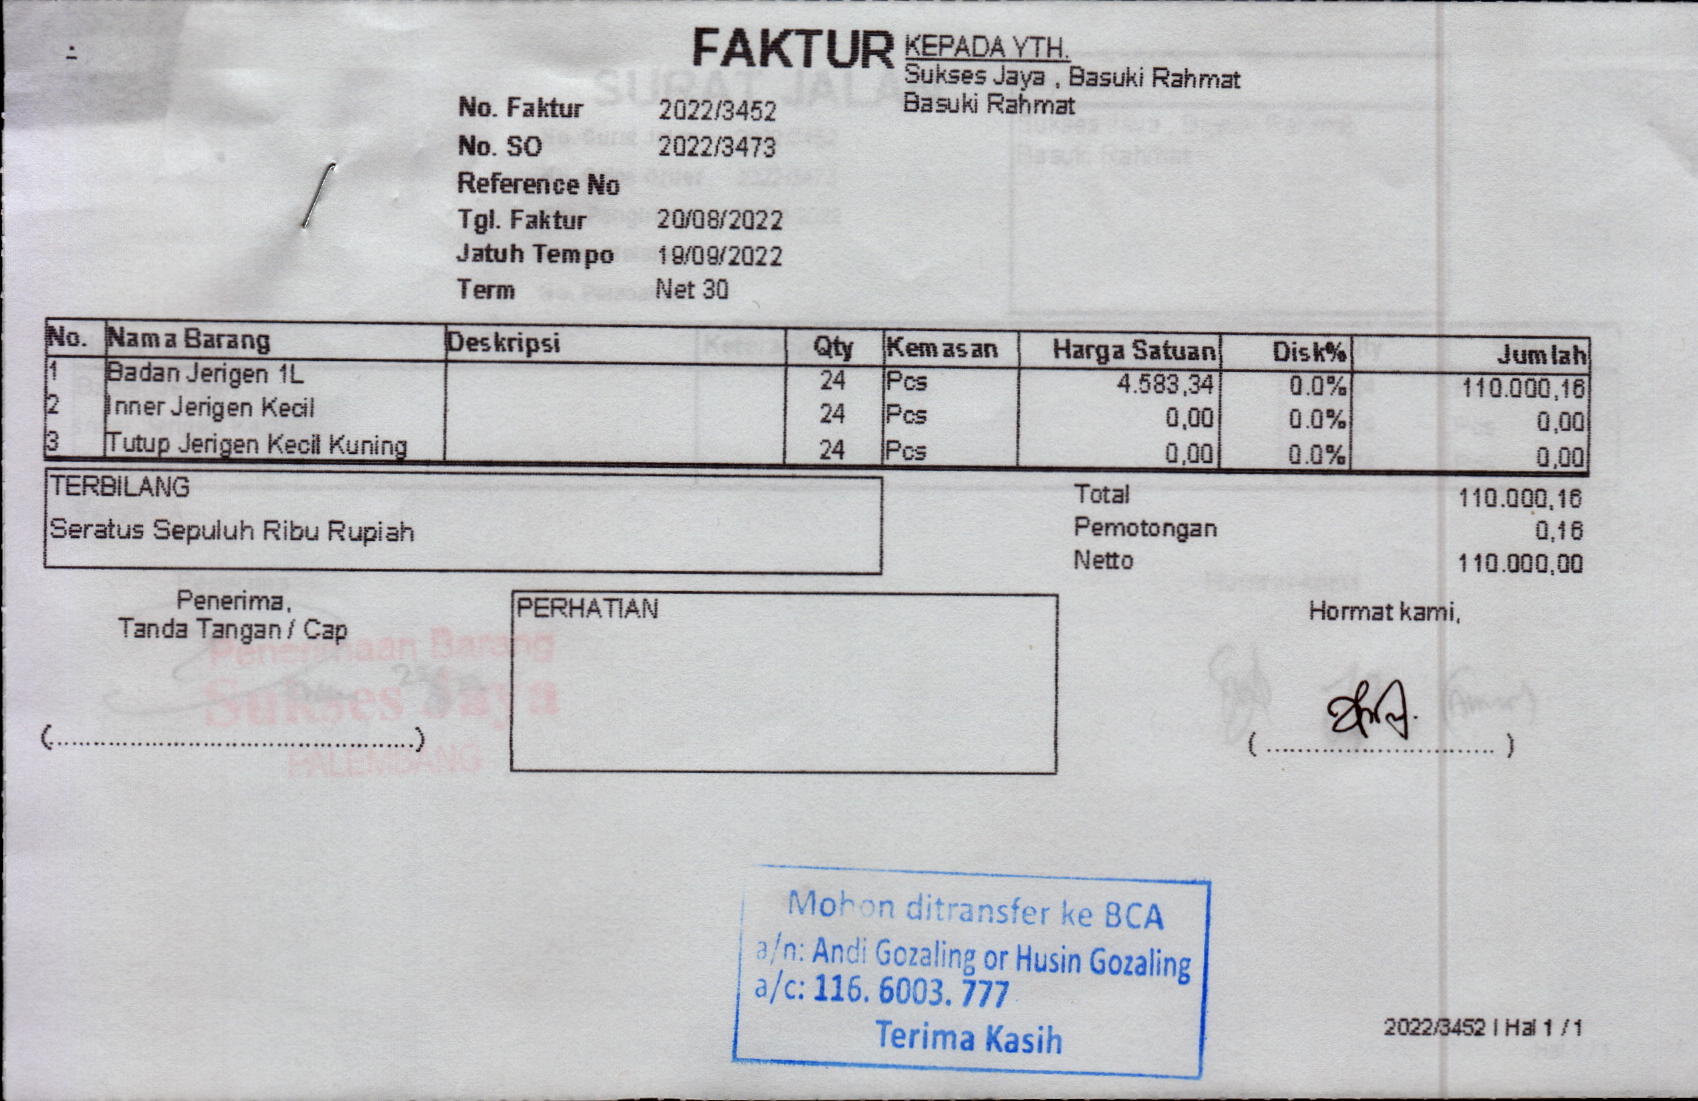 FAKTUR
KEPADA YTH.
Sukses Jaya , Basuki Rahmat
Basuki Rahmat
No. Faktur 2022/3452
No. SO 2022/3473
Reference No
Tgl. Faktur 20/08/2022
Jatuh Tempo 19/09/2022
Term Net 30
No. Nama Barang Deskripsi Qty Kemasan Harga Satuan Disk% Jumlah
1 Badan Jerigen 1L 24 Pcs 4.583,34 0.0% 110.000,16
2 Inner Jerigen Kecil 24 Pcs 0,00 0.0% 0,00
3 Tutup Jerigen Kecil Kuning 24 Pcs 0,00 0.0% 0,00
TERBILANG
Seratus Sepuluh Ribu Rupiah
Total 110.000,16
Pemotongan 0,16
Netto 110.000,00
Penerima,
Tanda Tangan / Cap
Penerimaan Barang
Sukses Jaya
PALEMBANG
(................................................)
PERHATIAN
Hormat kami,
( ............................... )
Mohon ditransfer ke BCA
a/n: Andi Gozaling or Husin Gozaling
a/c: 116. 6003. 777
Terima Kasih
2022/3452 | Hal 1 / 1